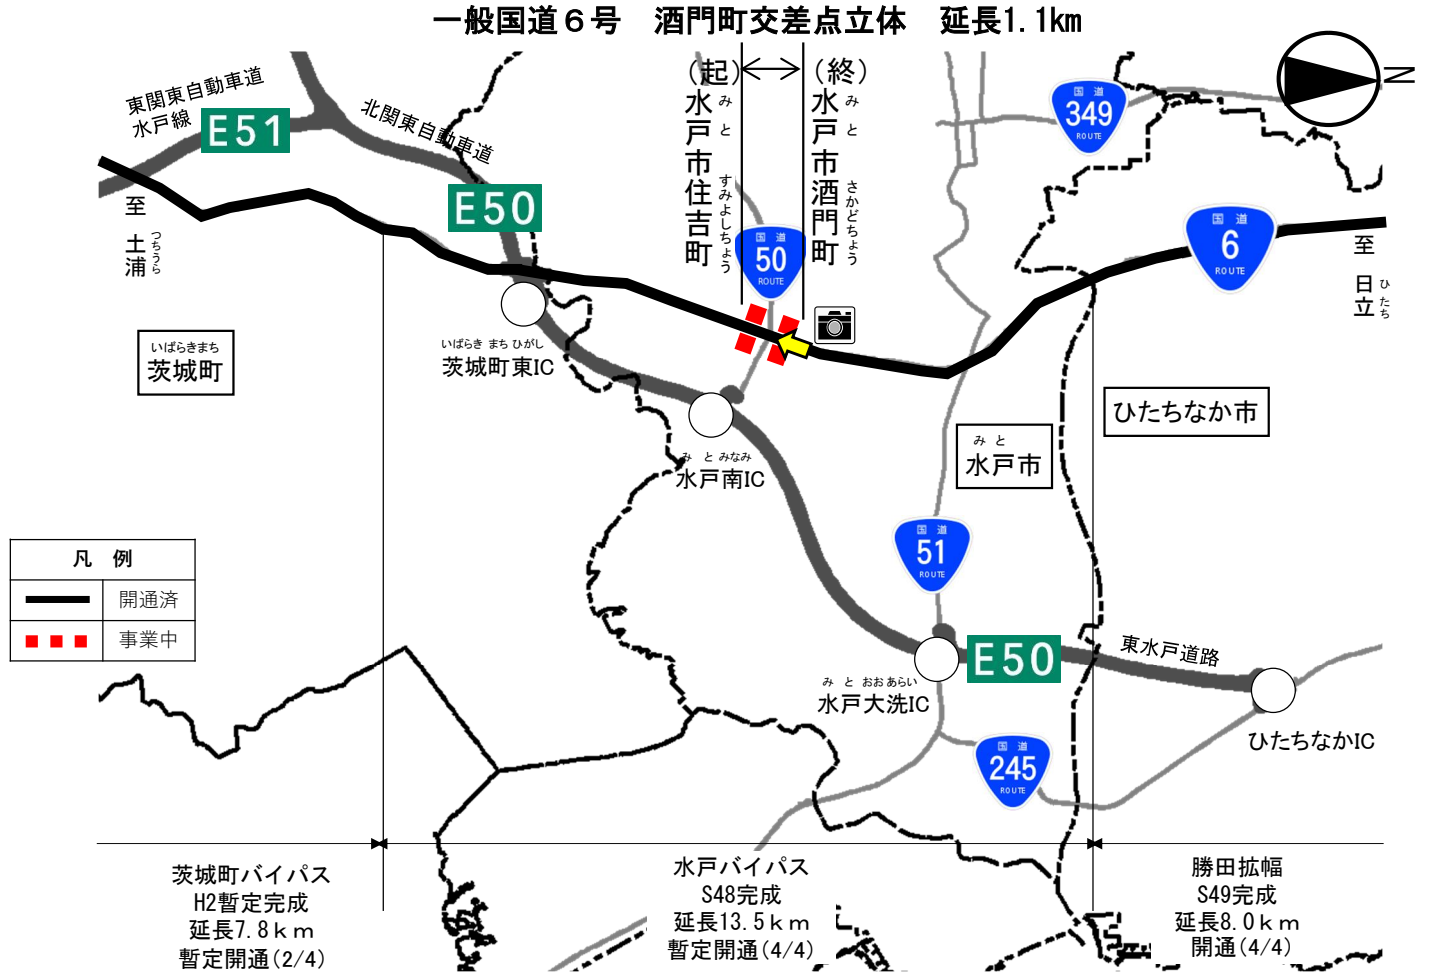 一般国道６号　酒門町交差点立体　延長1.1km
(起)
水戸市住吉町
みと
すみよしちょう
(終)
水戸市酒門町
みと
さかどちょう
N
東関東自動車道
水戸線
E51
北関東自動車道
E50
国道
349
ROUTE
国道
50
ROUTE
国道
6
ROUTE
至
土浦
つちうら
至
日立
ひたち
いばらきまち
茨城町
いばらき まち ひがし
茨城町東IC
みと みなみ
水戸南IC
ひたちなか市
みと
水戸市
国道
51
ROUTE
凡　例
開通済
事業中
E50
東水戸道路
みと おおあらい
水戸大洗IC
ひたちなかIC
国道
245
ROUTE
茨城町バイパス
H2暫定完成
延長7.8ｋｍ
暫定開通(2/4)
水戸バイパス
S48完成
延長13.5ｋｍ
暫定開通(4/4)
勝田拡幅
S49完成
延長8.0ｋｍ
開通(4/4)